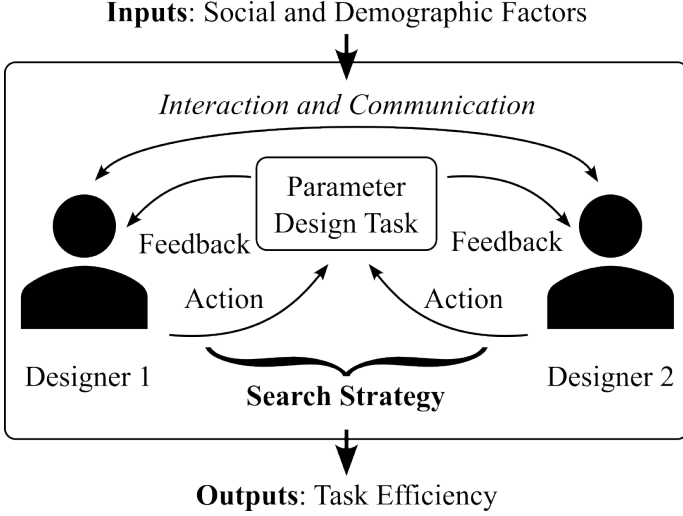 Inputs: Social and Demographic Factors
Interaction and Communication
Parameter
Design Task
Feedback
Feedback
Action
Action
Designer 1
Designer 2
Search Strategy
Outputs: Task Efficiency